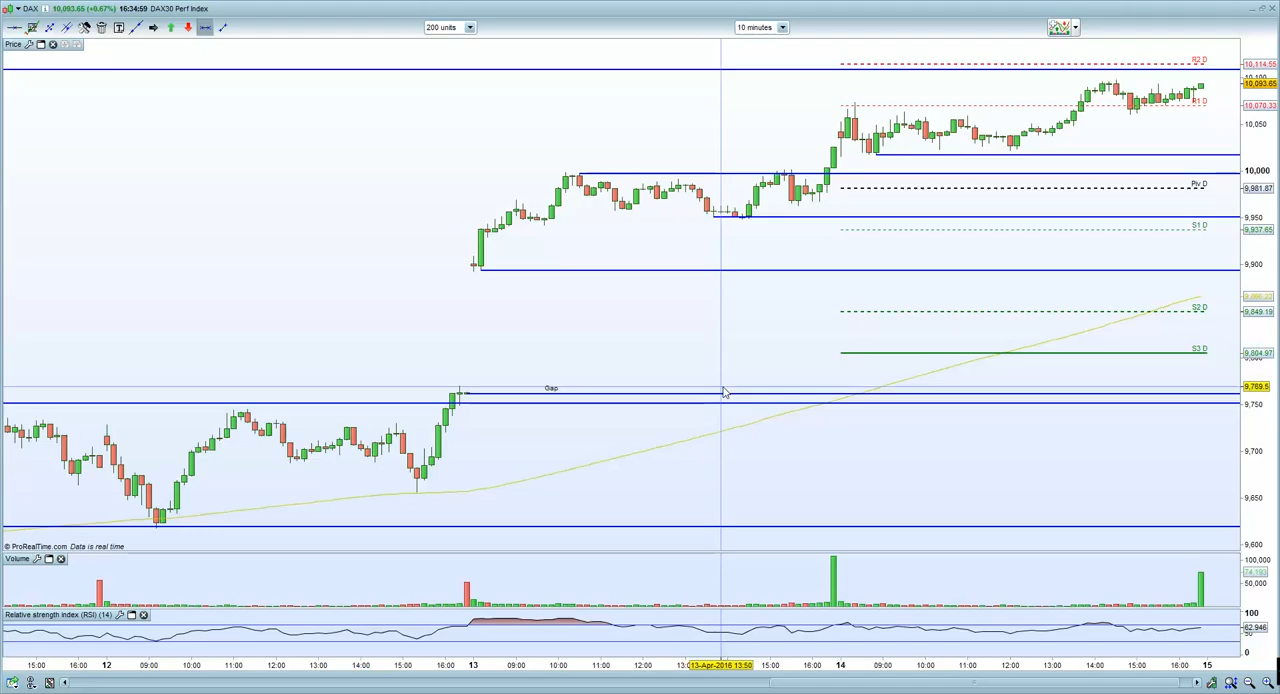 DAX 10,093.65 (+0.67%) 16:34:59 DAX30 Perf Index
200 units 10 minutes
Price
R2 D 10,114.55
10,100
10,093.65
R1 D 10,070.33
10,050
10,000
Piv D 9,981.87
9,950
S1 D 9,937.65
9,900
S2 D 9,849.19
S3 D 9,804.97
Gap
9,769.5
9,750
9,700
9,650
9,600
© ProRealTime.com Data is real time
Volume
100,000
50,000
Relative strength index (RSI) (14)
100
62.946
0
15:00 16:00 12 09:00 10:00 11:00 12:00 13:00 14:00 15:00 16:00 13 09:00 10:00 11:00 12:00 13-Apr-2016 13:50 15:00 16:00 14 09:00 10:00 11:00 12:00 13:00 14:00 15:00 16:00 15